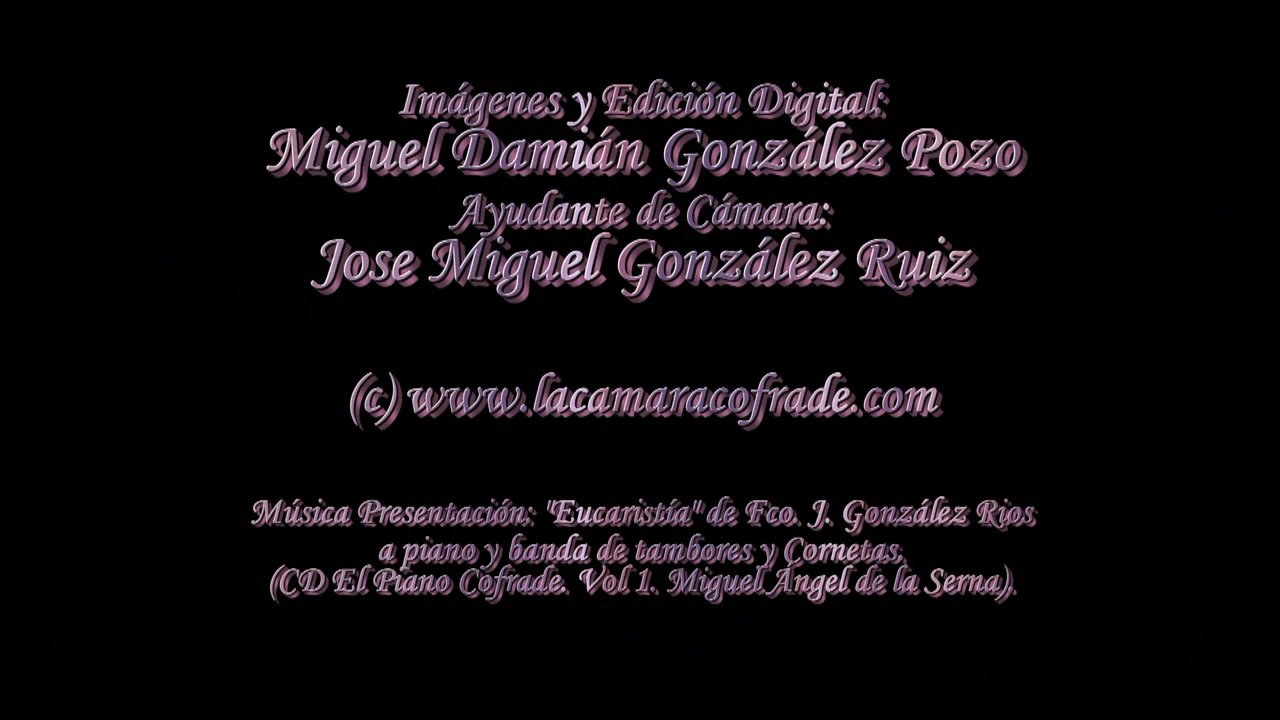 Imágenes y Edición Digital:
Miguel Damián González Pozo
Ayudante de Cámara:
Jose Miguel González Ruiz
(c) www.lacamaracofrade.com
Música Presentación: "Eucaristía" de Fco. J. González Rios
a piano y banda de tambores y Cornetas.
(CD El Piano Cofrade. Vol 1. Miguel Ángel de la Serna).